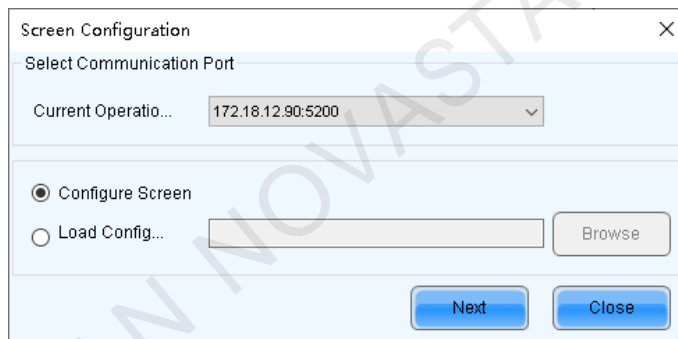 Screen Configuration
Select Communication Port
Current Operatio... 172.18.12.90:5200
Configure Screen
Load Config... Browse
Next Close
N NOVASTA